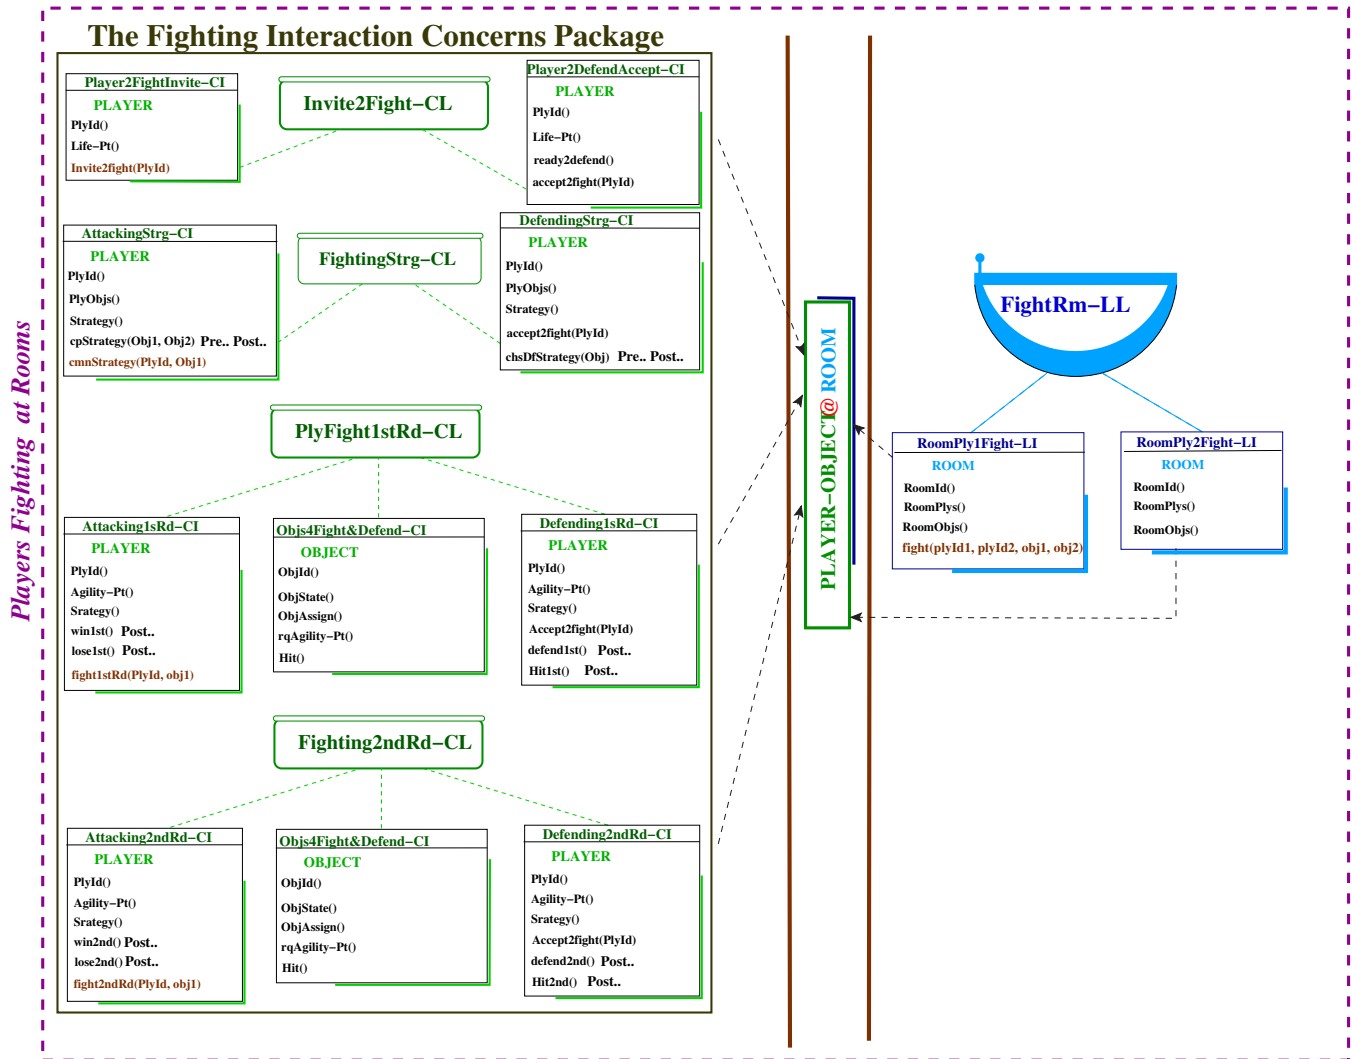 The Fighting Interaction Concerns Package
Players Fighting at Rooms
Player2FightInvite−CI
PLAYER
PlyId()
Life−Pt()
Invite2fight(PlyId)
Invite2Fight−CL
Player2DefendAccept−CI
PLAYER
PlyId()
Life−Pt()
ready2defend()
accept2fight(PlyId)
AttackingStrg−CI
PLAYER
PlyId()
PlyObjs()
Strategy()
cpStrategy(Obj1, Obj2) Pre.. Post..
cmnStrategy(PlyId, Obj1)
FightingStrg−CL
DefendingStrg−CI
PLAYER
PlyId()
PlyObjs()
Strategy()
accept2fight(PlyId)
chsDfStrategy(Obj) Pre.. Post..
PlyFight1stRd−CL
Attacking1sRd−CI
PLAYER
PlyId()
Agility−Pt()
Srategy()
win1st() Post..
lose1st() Post..
fight1stRd(PlyId, obj1)
Objs4Fight&Defend−CI
OBJECT
ObjId()
ObjState()
ObjAssign()
rqAgility−Pt()
Hit()
Defending1sRd−CI
PLAYER
PlyId()
Agility−Pt()
Srategy()
Accept2fight(PlyId)
defend1st() Post..
Hit1st() Post..
Fighting2ndRd−CL
Attacking2ndRd−CI
PLAYER
PlyId()
Agility−Pt()
Srategy()
win2nd() Post..
lose2nd() Post..
fight2ndRd(PlyId, obj1)
Objs4Fight&Defend−CI
OBJECT
ObjId()
ObjState()
ObjAssign()
rqAgility−Pt()
Hit()
Defending2ndRd−CI
PLAYER
PlyId()
Agility−Pt()
Srategy()
Accept2fight(PlyId)
defend2nd() Post..
Hit2nd() Post..
PLAYER−OBJECT@ ROOM
FightRm−LL
RoomPly1Fight−LI
ROOM
RoomId()
RoomPlys()
RoomObjs()
fight(plyId1, plyId2, obj1, obj2)
RoomPly2Fight−LI
ROOM
RoomId()
RoomPlys()
RoomObjs()